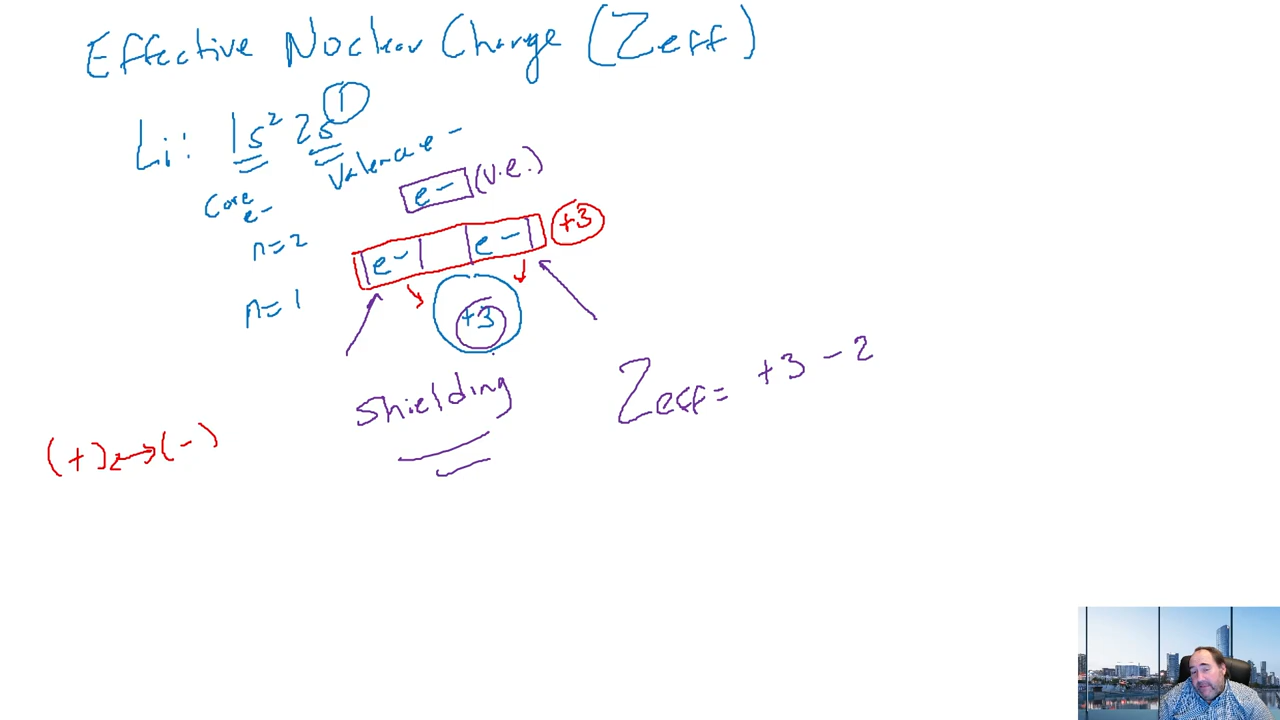 Effective Nuclear Charge (Zeff)
Li: 1s² 2s¹
Core e-
Valence e-
e- (v.e.)
n=2
e- e- +3
n=1
+3
Shielding
Zeff = +3 - 2
(+) ↔ (-)